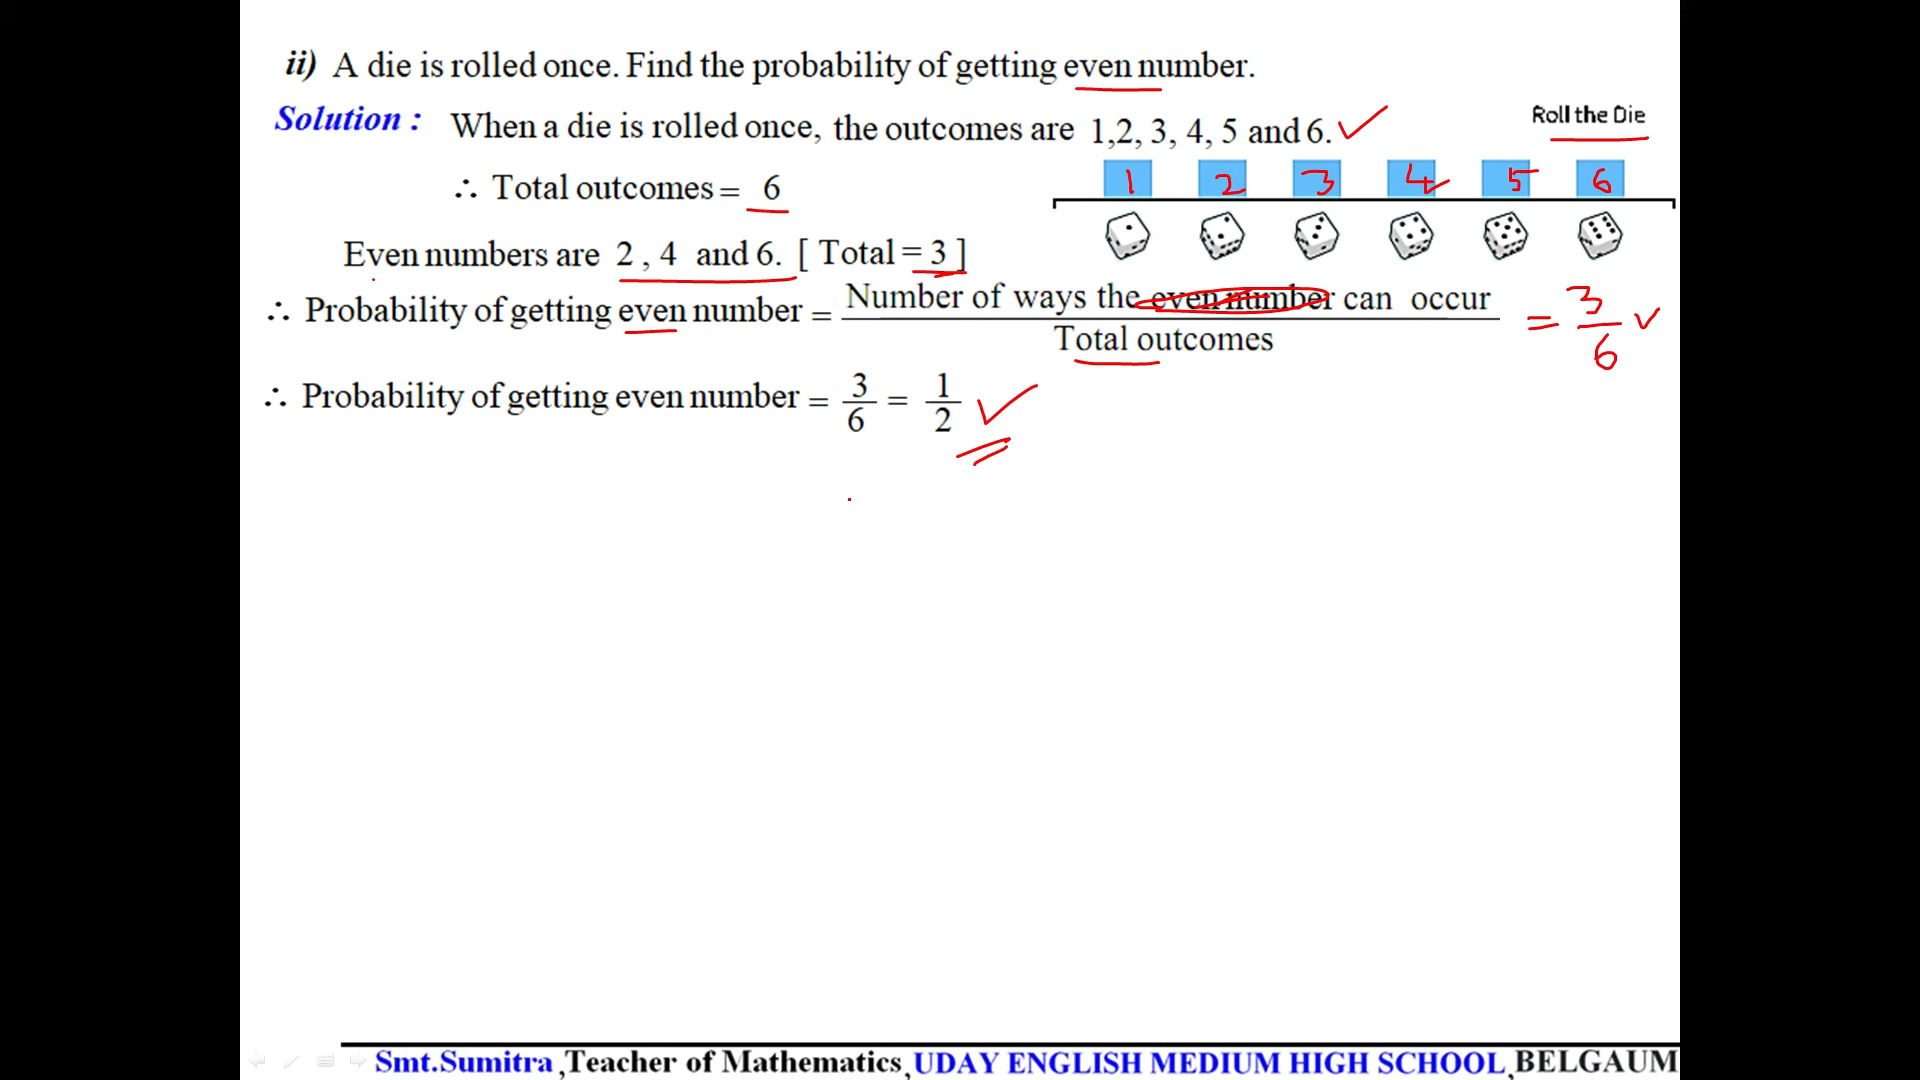 ii) A die is rolled once. Find the probability of getting even number.
Solution : When a die is rolled once, the outcomes are 1,2, 3, 4, 5 and 6.
Roll the Die
∴ Total outcomes = 6
1 2 3 4 5 6
Even numbers are 2 , 4 and 6. [ Total = 3 ]
∴ Probability of getting even number = Number of ways the even number can occur / Total outcomes = 3/6
∴ Probability of getting even number = 3/6 = 1/2
Smt.Sumitra ,Teacher of Mathematics, UDAY ENGLISH MEDIUM HIGH SCHOOL, BELGAUM